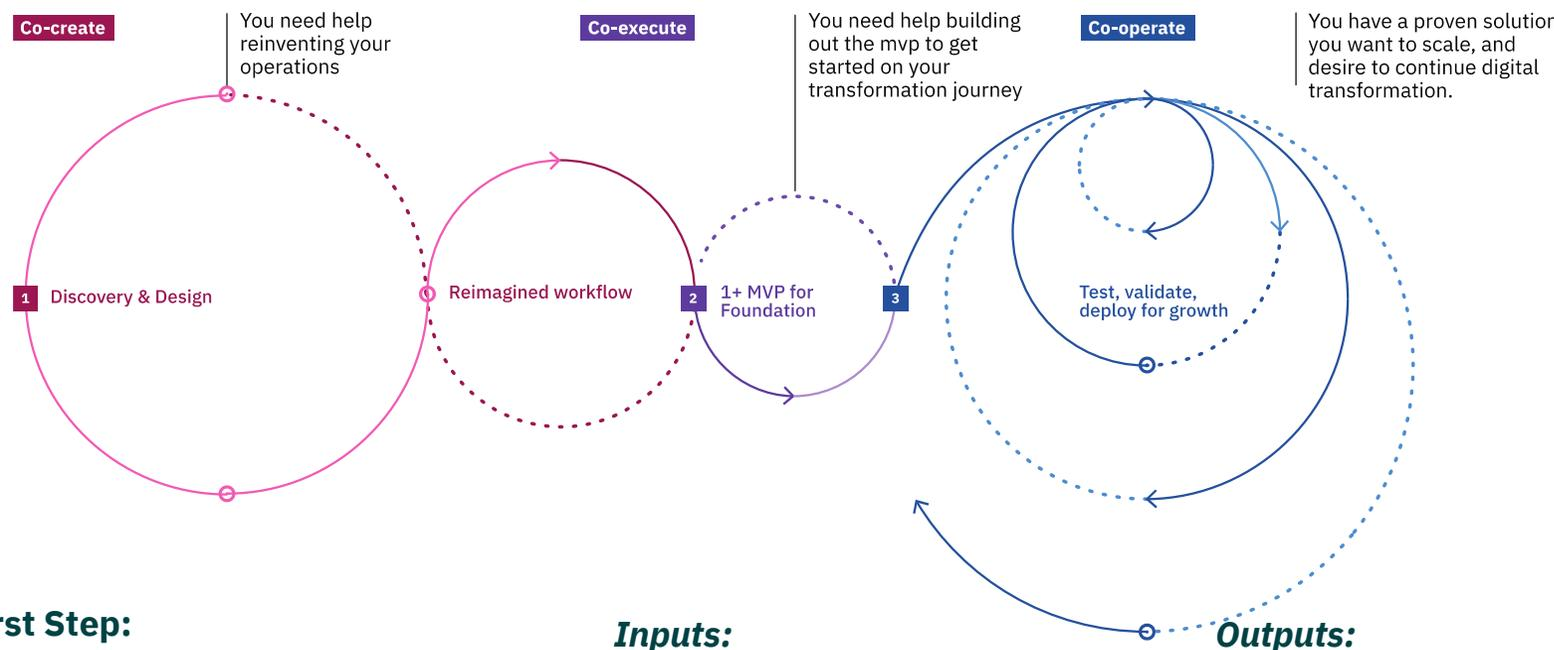 Co-create
You need help
reinventing your
operations
Co-execute
You need help building
out the mvp to get
started on your
transformation journey
Co-operate
You have a proven
you want to scale, and
desire to continue digital
transformation.
1
Discovery & Design
Reimagined workflow
2
1+ MVP for
Foundation
3
Test, validate,
deploy for growth
Step:
Inputs:
Outputs: